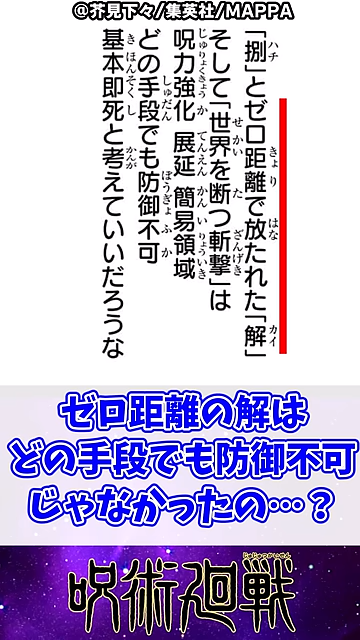 @芥見下々/集英社/MAPPA
「捌」とゼロ距離で放たれた「解」
そして「世界を断つ斬撃」は
呪力強化 展延 簡易領域
どの手段でも防御不可
基本即死と考えていいだろうな
ゼロ距離の解は
どの手段でも防御不可
じゃなかったの…？
呪術廻戦